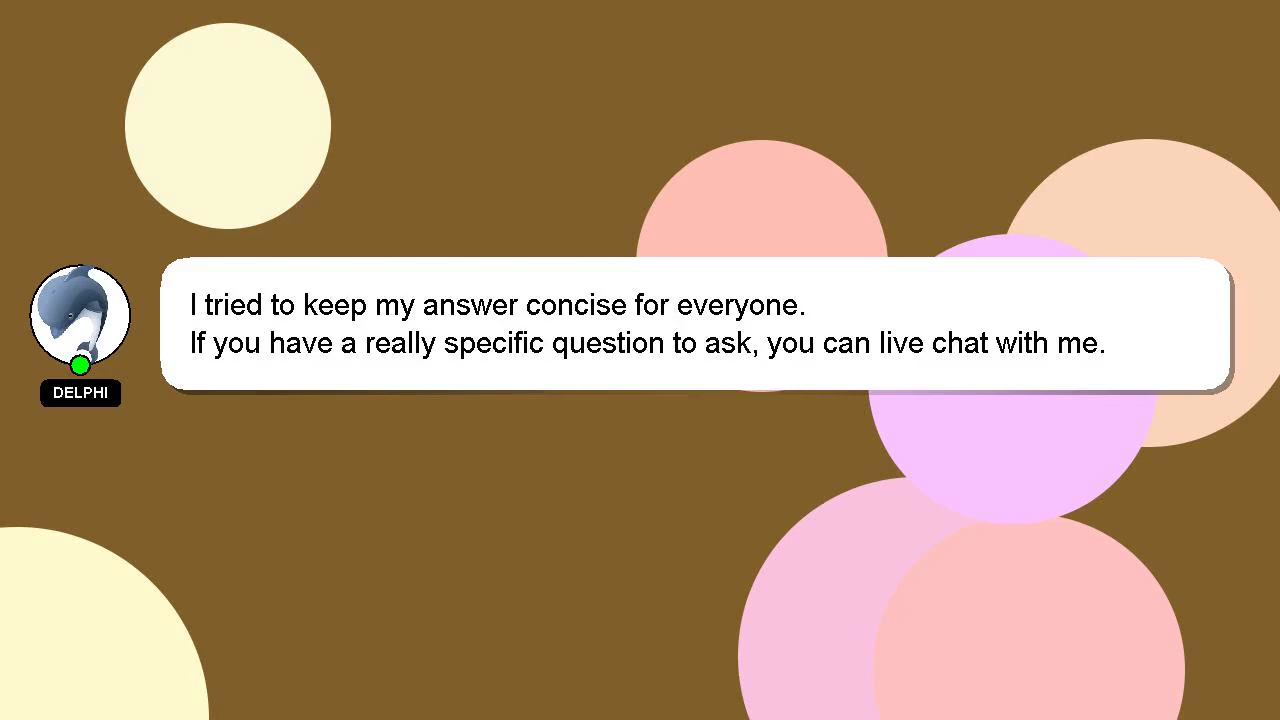 I tried to keep my answer concise for everyone.
If you have a really specific question to ask, you can live chat with me.
DELPHI